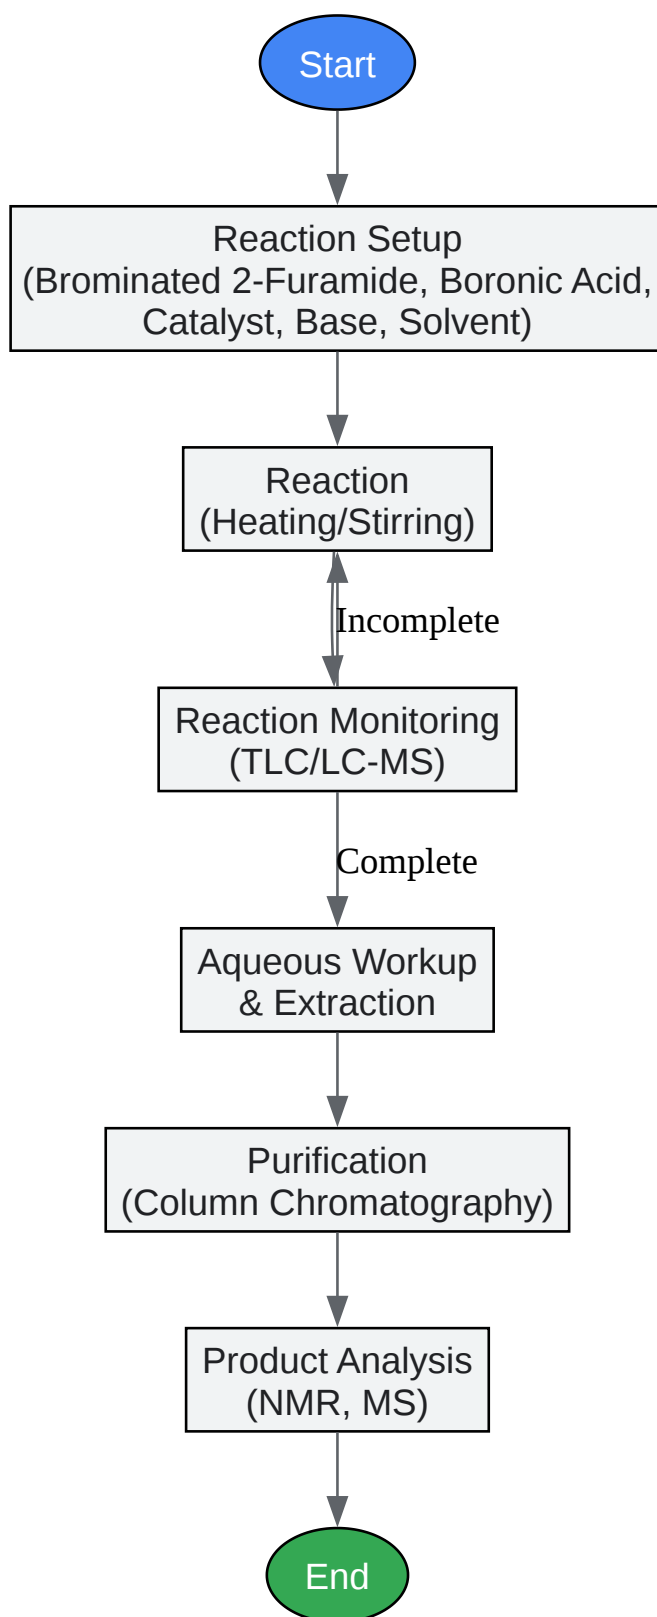 Start
Reaction Setup
(Brominated 2-Furamide, Boronic Acid,
Catalyst, Base, Solvent)
Reaction
(Heating/Stirring)
Incomplete
Reaction Monitoring
(TLC/LC-MS)
Complete
Aqueous Workup
& Extraction
Purification
(Column Chromatography)
Product Analysis
(NMR, MS)
End